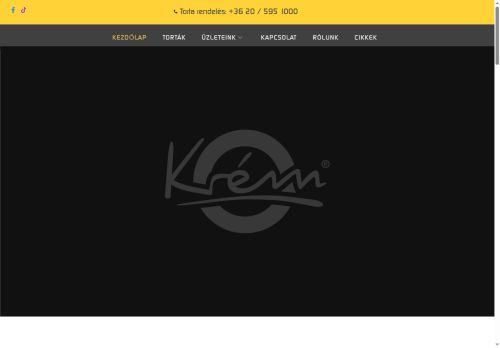 Torta rendelés: +36 20 / 595 1000
KEZDŐLAP TORTÁK ÜZLETEINK KAPCSOLAT RÓLUNK CIKKEK
Krém®